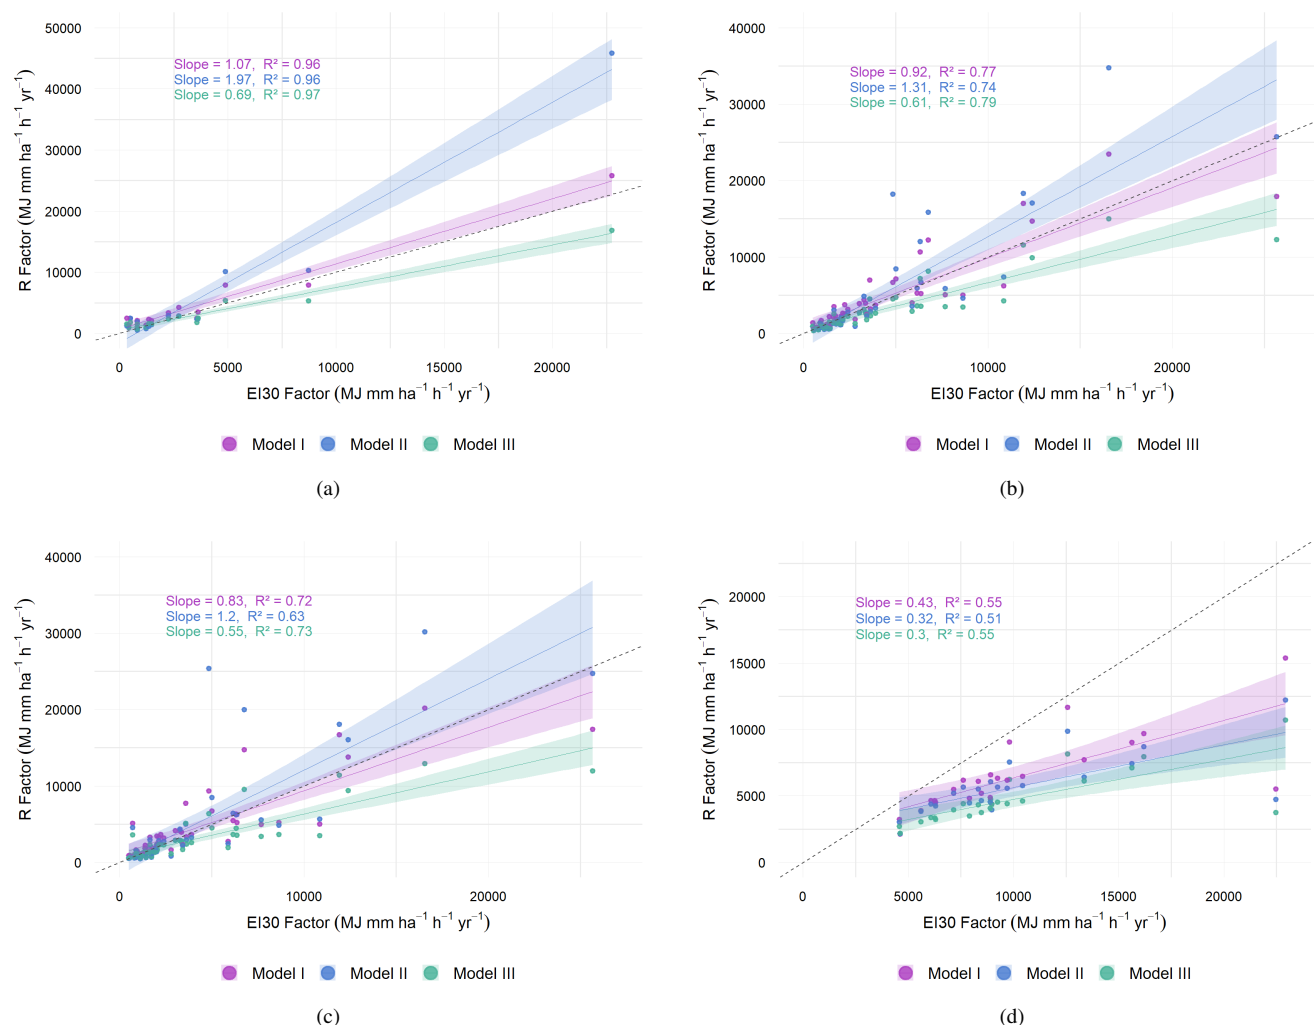 50000
40000
30000
20000
10000
0
R Factor (MJ mm ha⁻¹ h⁻¹ yr⁻¹)
Slope = 1.07, R² = 0.96
Slope = 1.97, R² = 0.96
Slope = 0.69, R² = 0.97
0 5000 10000 15000 20000
EI30 Factor (MJ mm ha⁻¹ h⁻¹ yr⁻¹)
Model I Model II Model III
(a)
40000
30000
20000
10000
0
R Factor (MJ mm ha⁻¹ h⁻¹ yr⁻¹)
Slope = 0.92, R² = 0.77
Slope = 1.31, R² = 0.74
Slope = 0.61, R² = 0.79
0 10000 20000
EI30 Factor (MJ mm ha⁻¹ h⁻¹ yr⁻¹)
Model I Model II Model III
(b)
40000
30000
20000
10000
0
R Factor (MJ mm ha⁻¹ h⁻¹ yr⁻¹)
Slope = 0.83, R² = 0.72
Slope = 1.2, R² = 0.63
Slope = 0.55, R² = 0.73
0 10000 20000
EI30 Factor (MJ mm ha⁻¹ h⁻¹ yr⁻¹)
Model I Model II Model III
(c)
20000
15000
10000
5000
0
R Factor (MJ mm ha⁻¹ h⁻¹ yr⁻¹)
Slope = 0.43, R² = 0.55
Slope = 0.32, R² = 0.51
Slope = 0.3, R² = 0.55
0 5000 10000 15000 20000
EI30 Factor (MJ mm ha⁻¹ h⁻¹ yr⁻¹)
Model I Model II Model III
(d)